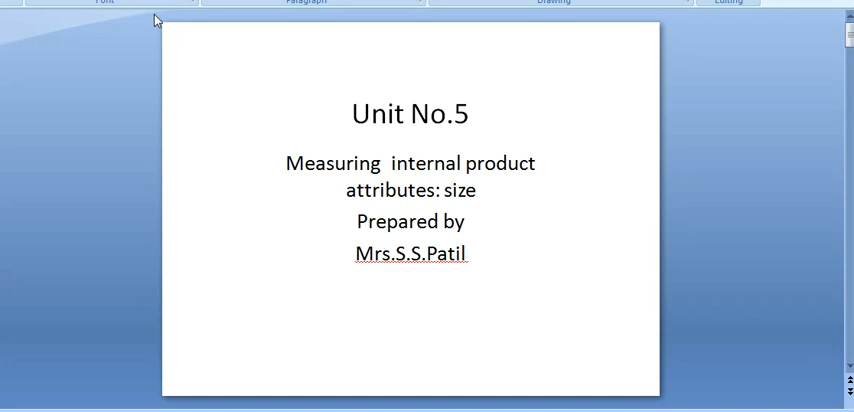 Font Paragraph Drawing Editing
Unit No.5
Measuring internal product
attributes: size
Prepared by
Mrs.S.S.Patil